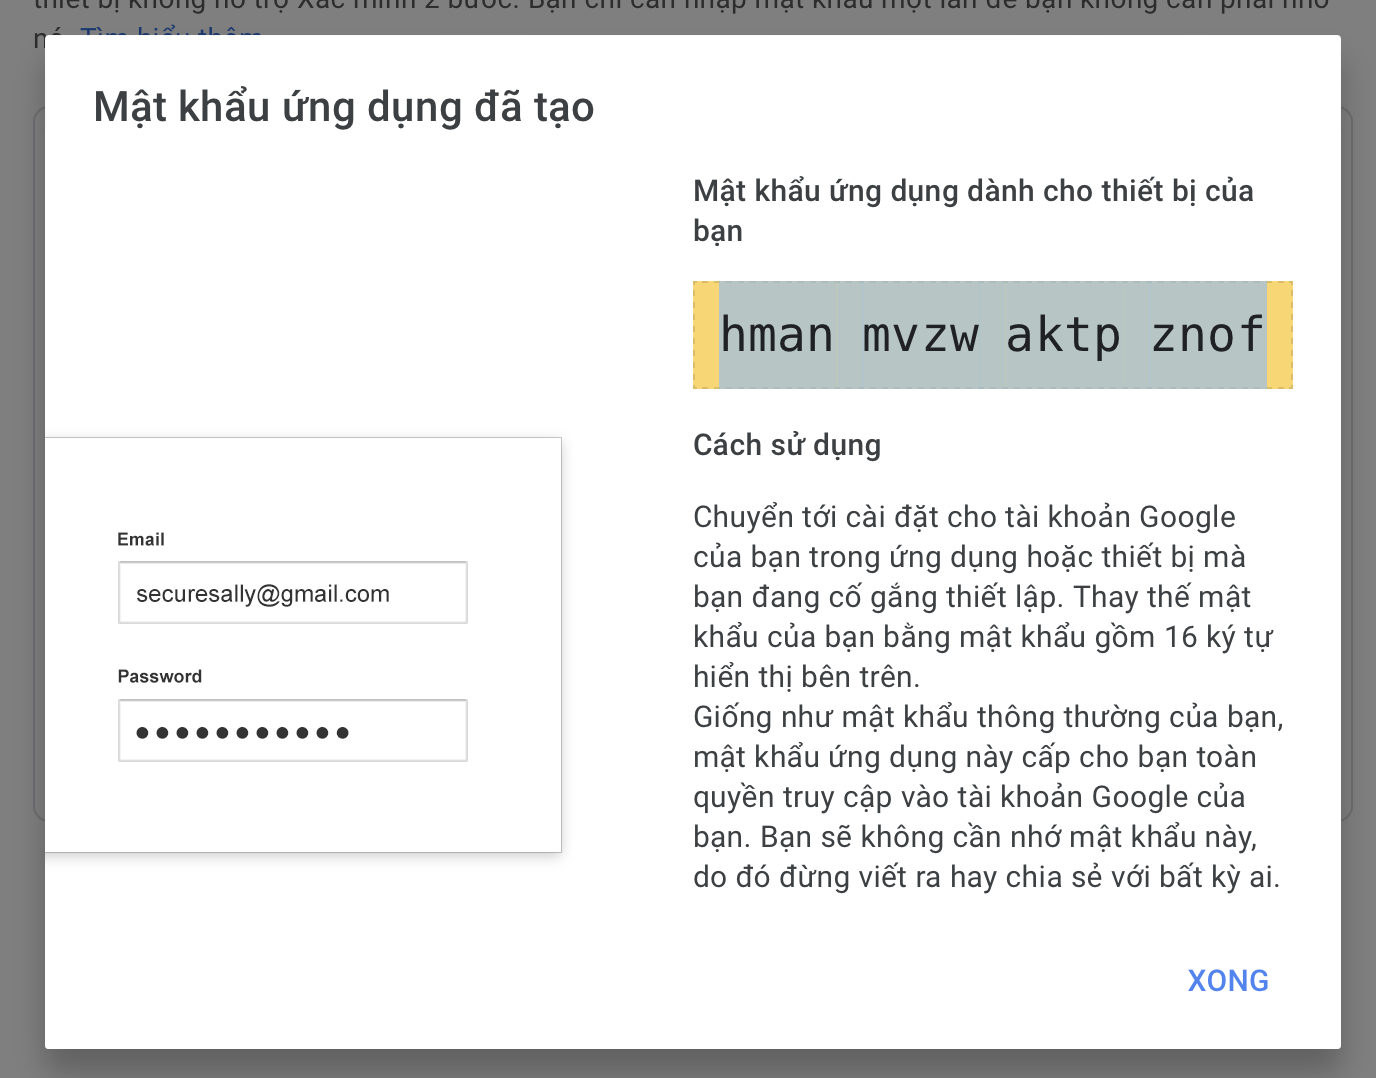 thiết bị không hỗ trợ Xác minh 2 bước. Bạn chỉ cần nhập mật khẩu một lần để bạn không cần phải nhớ
nó. Tìm hiểu thêm
Mật khẩu ứng dụng đã tạo
Mật khẩu ứng dụng dành cho thiết bị của
bạn
hman mvzw aktp znof
Cách sử dụng
Chuyển tới cài đặt cho tài khoản Google
của bạn trong ứng dụng hoặc thiết bị mà
bạn đang cố gắng thiết lập. Thay thế mật
khẩu của bạn bằng mật khẩu gồm 16 ký tự
hiển thị bên trên.
Giống như mật khẩu thông thường của bạn,
mật khẩu ứng dụng này cấp cho bạn toàn
quyền truy cập vào tài khoản Google của
bạn. Bạn sẽ không cần nhớ mật khẩu này,
do đó đừng viết ra hay chia sẻ với bất kỳ ai.
Email
securesally@gmail.com
Password
●●●●●●●●●●●
XONG